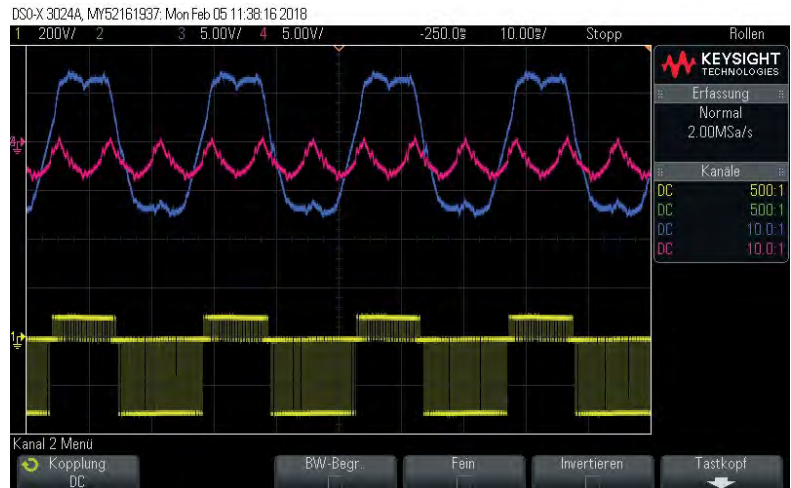 DSO-X 3024A, MY52161937: Mon Feb 05 11:38:16 2018
1 200V/ 2 3 5.00V/ 4 5.00V/ -250.0s 10.00s/ Stopp Rollen
KEYSIGHT
TECHNOLOGIES
Erfassung
Normal
2.00MSa/s
Kanäle
DC 500:1
DC 500:1
DC 10.0:1
DC 10.0:1
Kanal 2 Menü
Kopplung
DC
BW-Begr..
Fein
Invertieren
Tastkopf